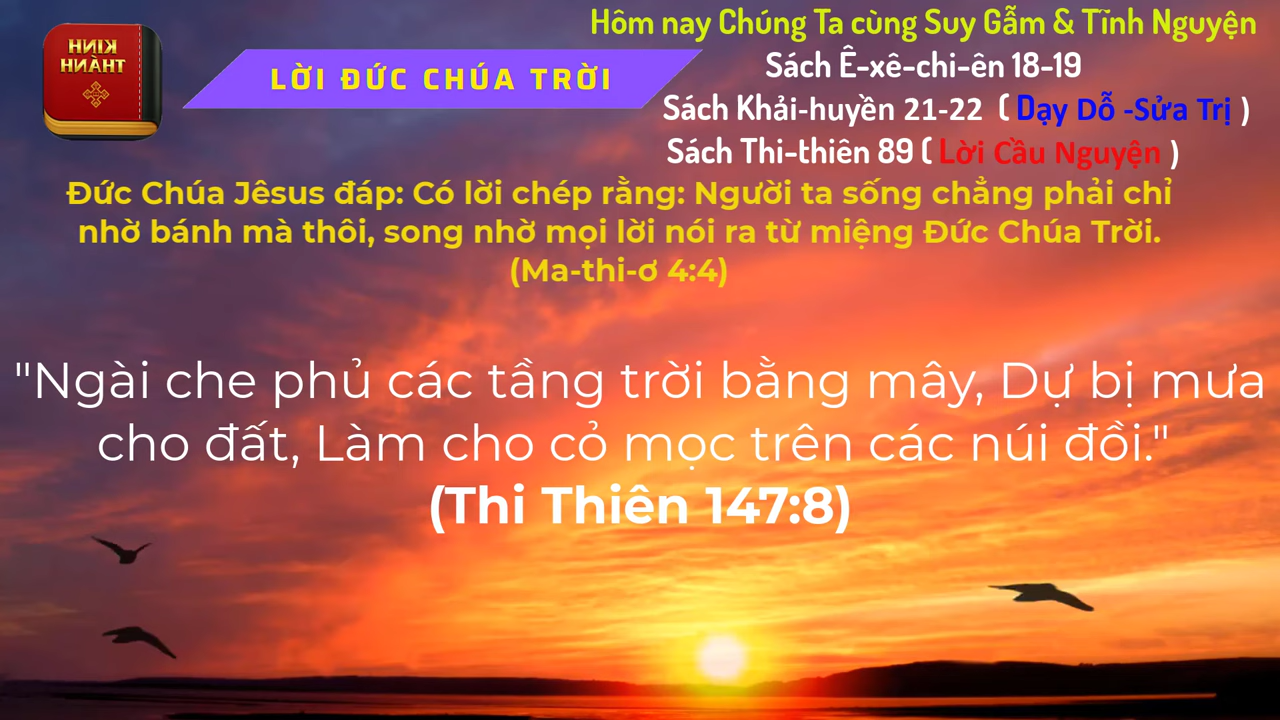 KINH
THÁNH
LỜI ĐỨC CHÚA TRỜI
Hôm nay Chúng Ta cùng Suy Gẫm & Tĩnh Nguyện
Sách Ê-xê-chi-ên 18-19
Sách Khải-huyền 21-22 ( Dạy Dỗ -Sửa Trị )
Sách Thi-thiên 89 ( Lời Cầu Nguyện )
Đức Chúa Jêsus đáp: Có lời chép rằng: Người ta sống chẳng phải chỉ
nhờ bánh mà thôi, song nhờ mọi lời nói ra từ miệng Đức Chúa Trời.
(Ma-thi-ơ 4:4)
"Ngài che phủ các tầng trời bằng mây, Dự bị mưa
cho đất, Làm cho cỏ mọc trên các núi đồi."
(Thi Thiên 147:8)